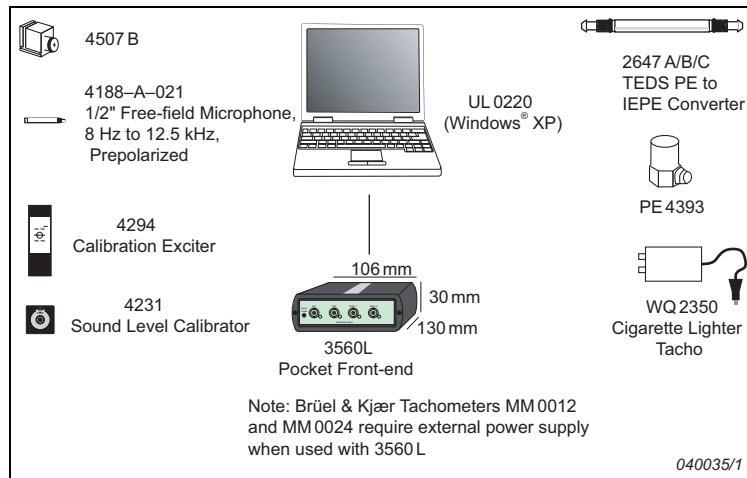 4507 B
4188–A–021
1/2" Free-field Microphone,
8 Hz to 12.5 kHz,
Prepolarized
4294
Calibration Exciter
4231
Sound Level Calibrator
UL 0220
(Windows® XP)
106 mm
30 mm
130 mm
3560L
Pocket Front-end
Note: Brüel & Kjær Tachometers MM 0012
and MM 0024 require external power supply
when used with 3560 L
2647 A/B/C
TEDS PE to
IEPE Converter
PE 4393
WQ 2350
Cigarette Lighter
Tacho
040035/1